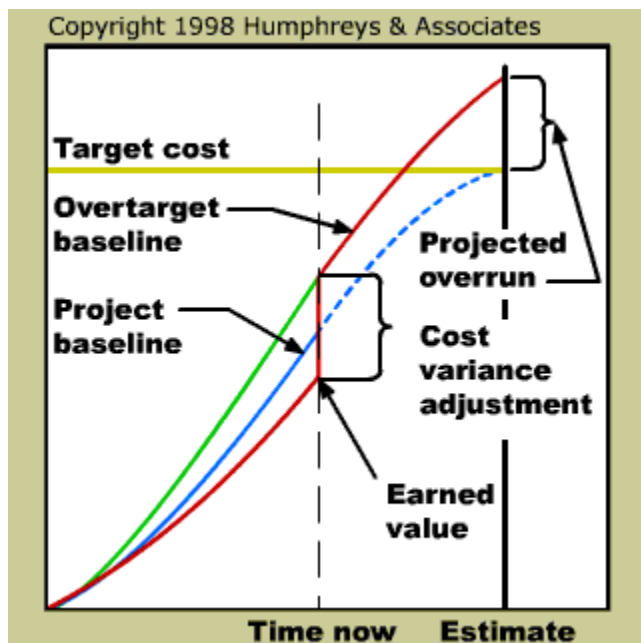 Copyright 1998 Humphreys & Associates
Target cost
Overtarget
baseline
Project
baseline
Projected
overrun
Cost
variance
adjustment
Earned
value
Time now
Estimate